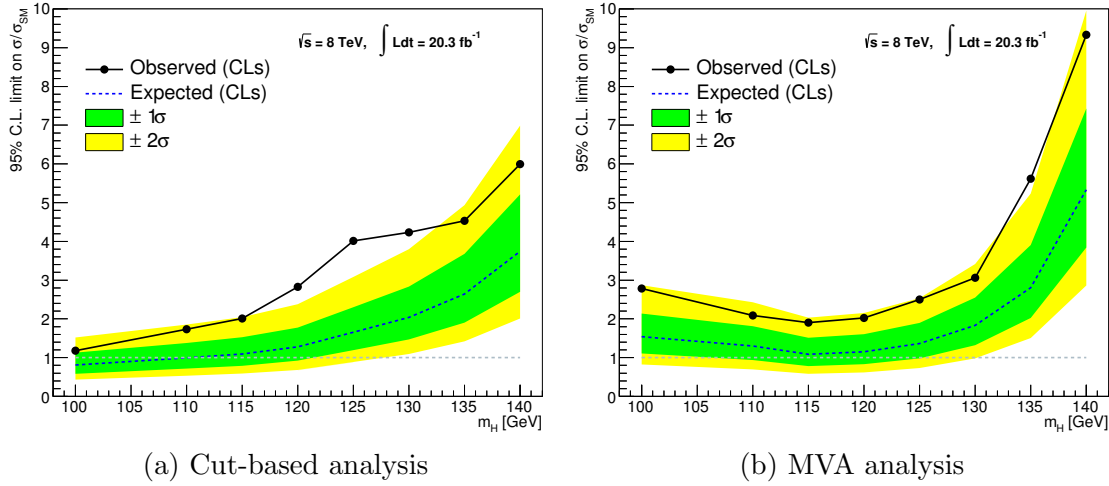 95% C.L. limit on σ/σSM
10
9
8
7
6
5
4
3
2
1
0
√s = 8 TeV, ∫ Ldt = 20.3 fb-1
Observed (CLs)
Expected (CLs)
± 1σ
± 2σ
100 105 110 115 120 125 130 135 140
mH [GeV]
(a) Cut-based analysis
95% C.L. limit on σ/σSM
10
9
8
7
6
5
4
3
2
1
0
√s = 8 TeV, ∫ Ldt = 20.3 fb-1
Observed (CLs)
Expected (CLs)
± 1σ
± 2σ
100 105 110 115 120 125 130 135 140
mH [GeV]
(b) MVA analysis